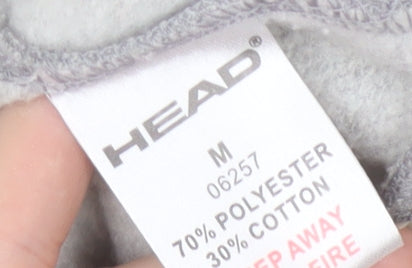 HEAD®
M
06257
70% POLYESTER
30% COTTON
AWAY
FIRE